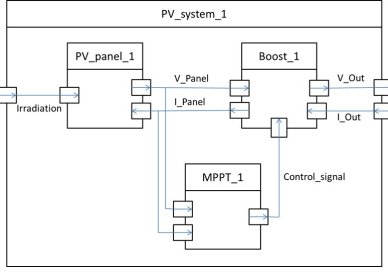 PV_system_1
PV_panel_1
Boost_1
V_Panel
V_Out
I_Panel
Irradiation
I_Out
MPPT_1
Control_signal